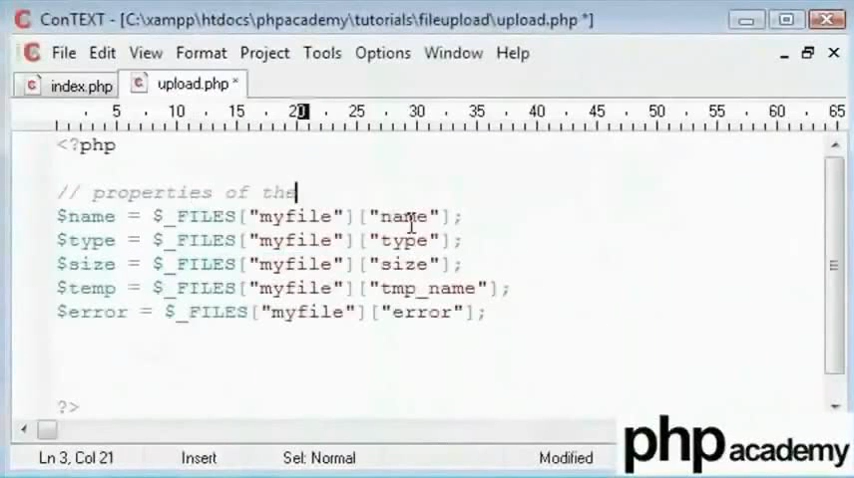 ConTEXT - [C:\xampp\htdocs\phpacademy\tutorials\fileupload\upload.php *]
File Edit View Format Project Tools Options Window Help
index.php upload.php *
5 10 15 20 25 30 35 40 45 50 55 60 65
<?php
// properties of the
$name = $_FILES["myfile"]["name"];
$type = $_FILES["myfile"]["type"];
$size = $_FILES["myfile"]["size"];
$temp = $_FILES["myfile"]["tmp_name"];
$error = $_FILES["myfile"]["error"];
?>
Ln 3, Col 21 Insert Sel: Normal Modified
php academy